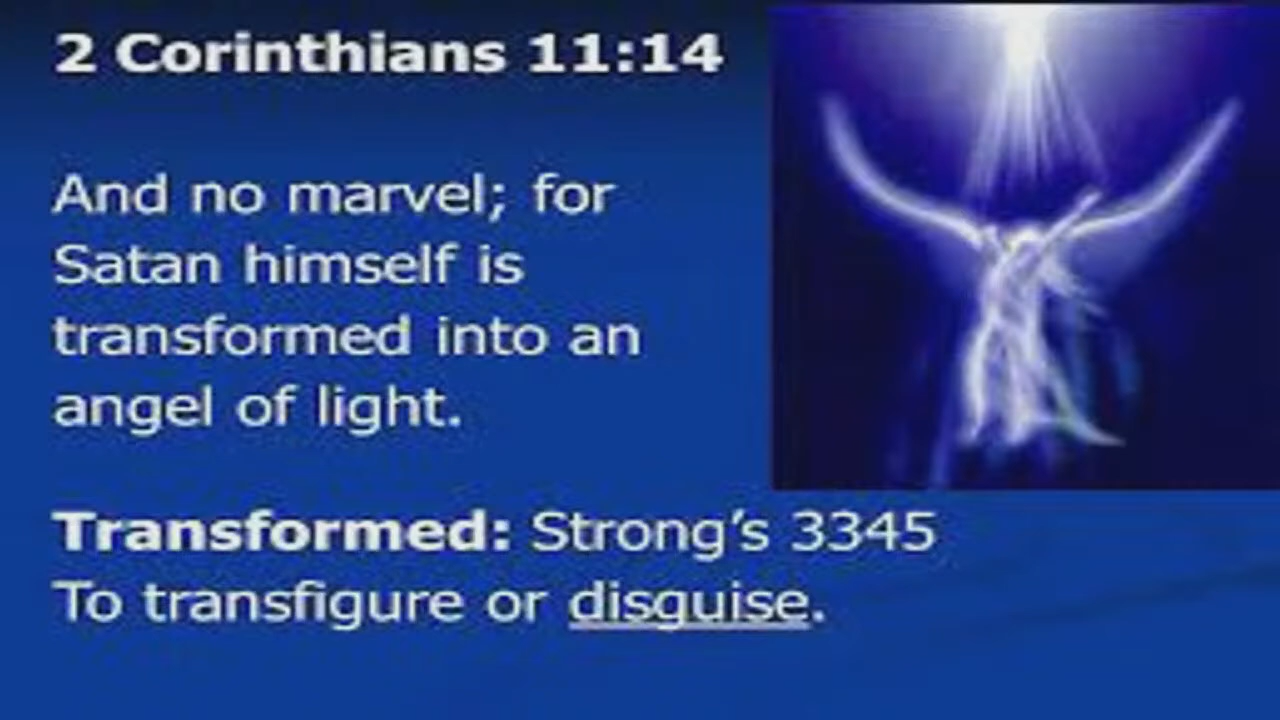 2 Corinthians 11:14
And no marvel; for
Satan himself is
transformed into an
angel of light.
Transformed: Strong’s 3345
To transfigure or disguise.